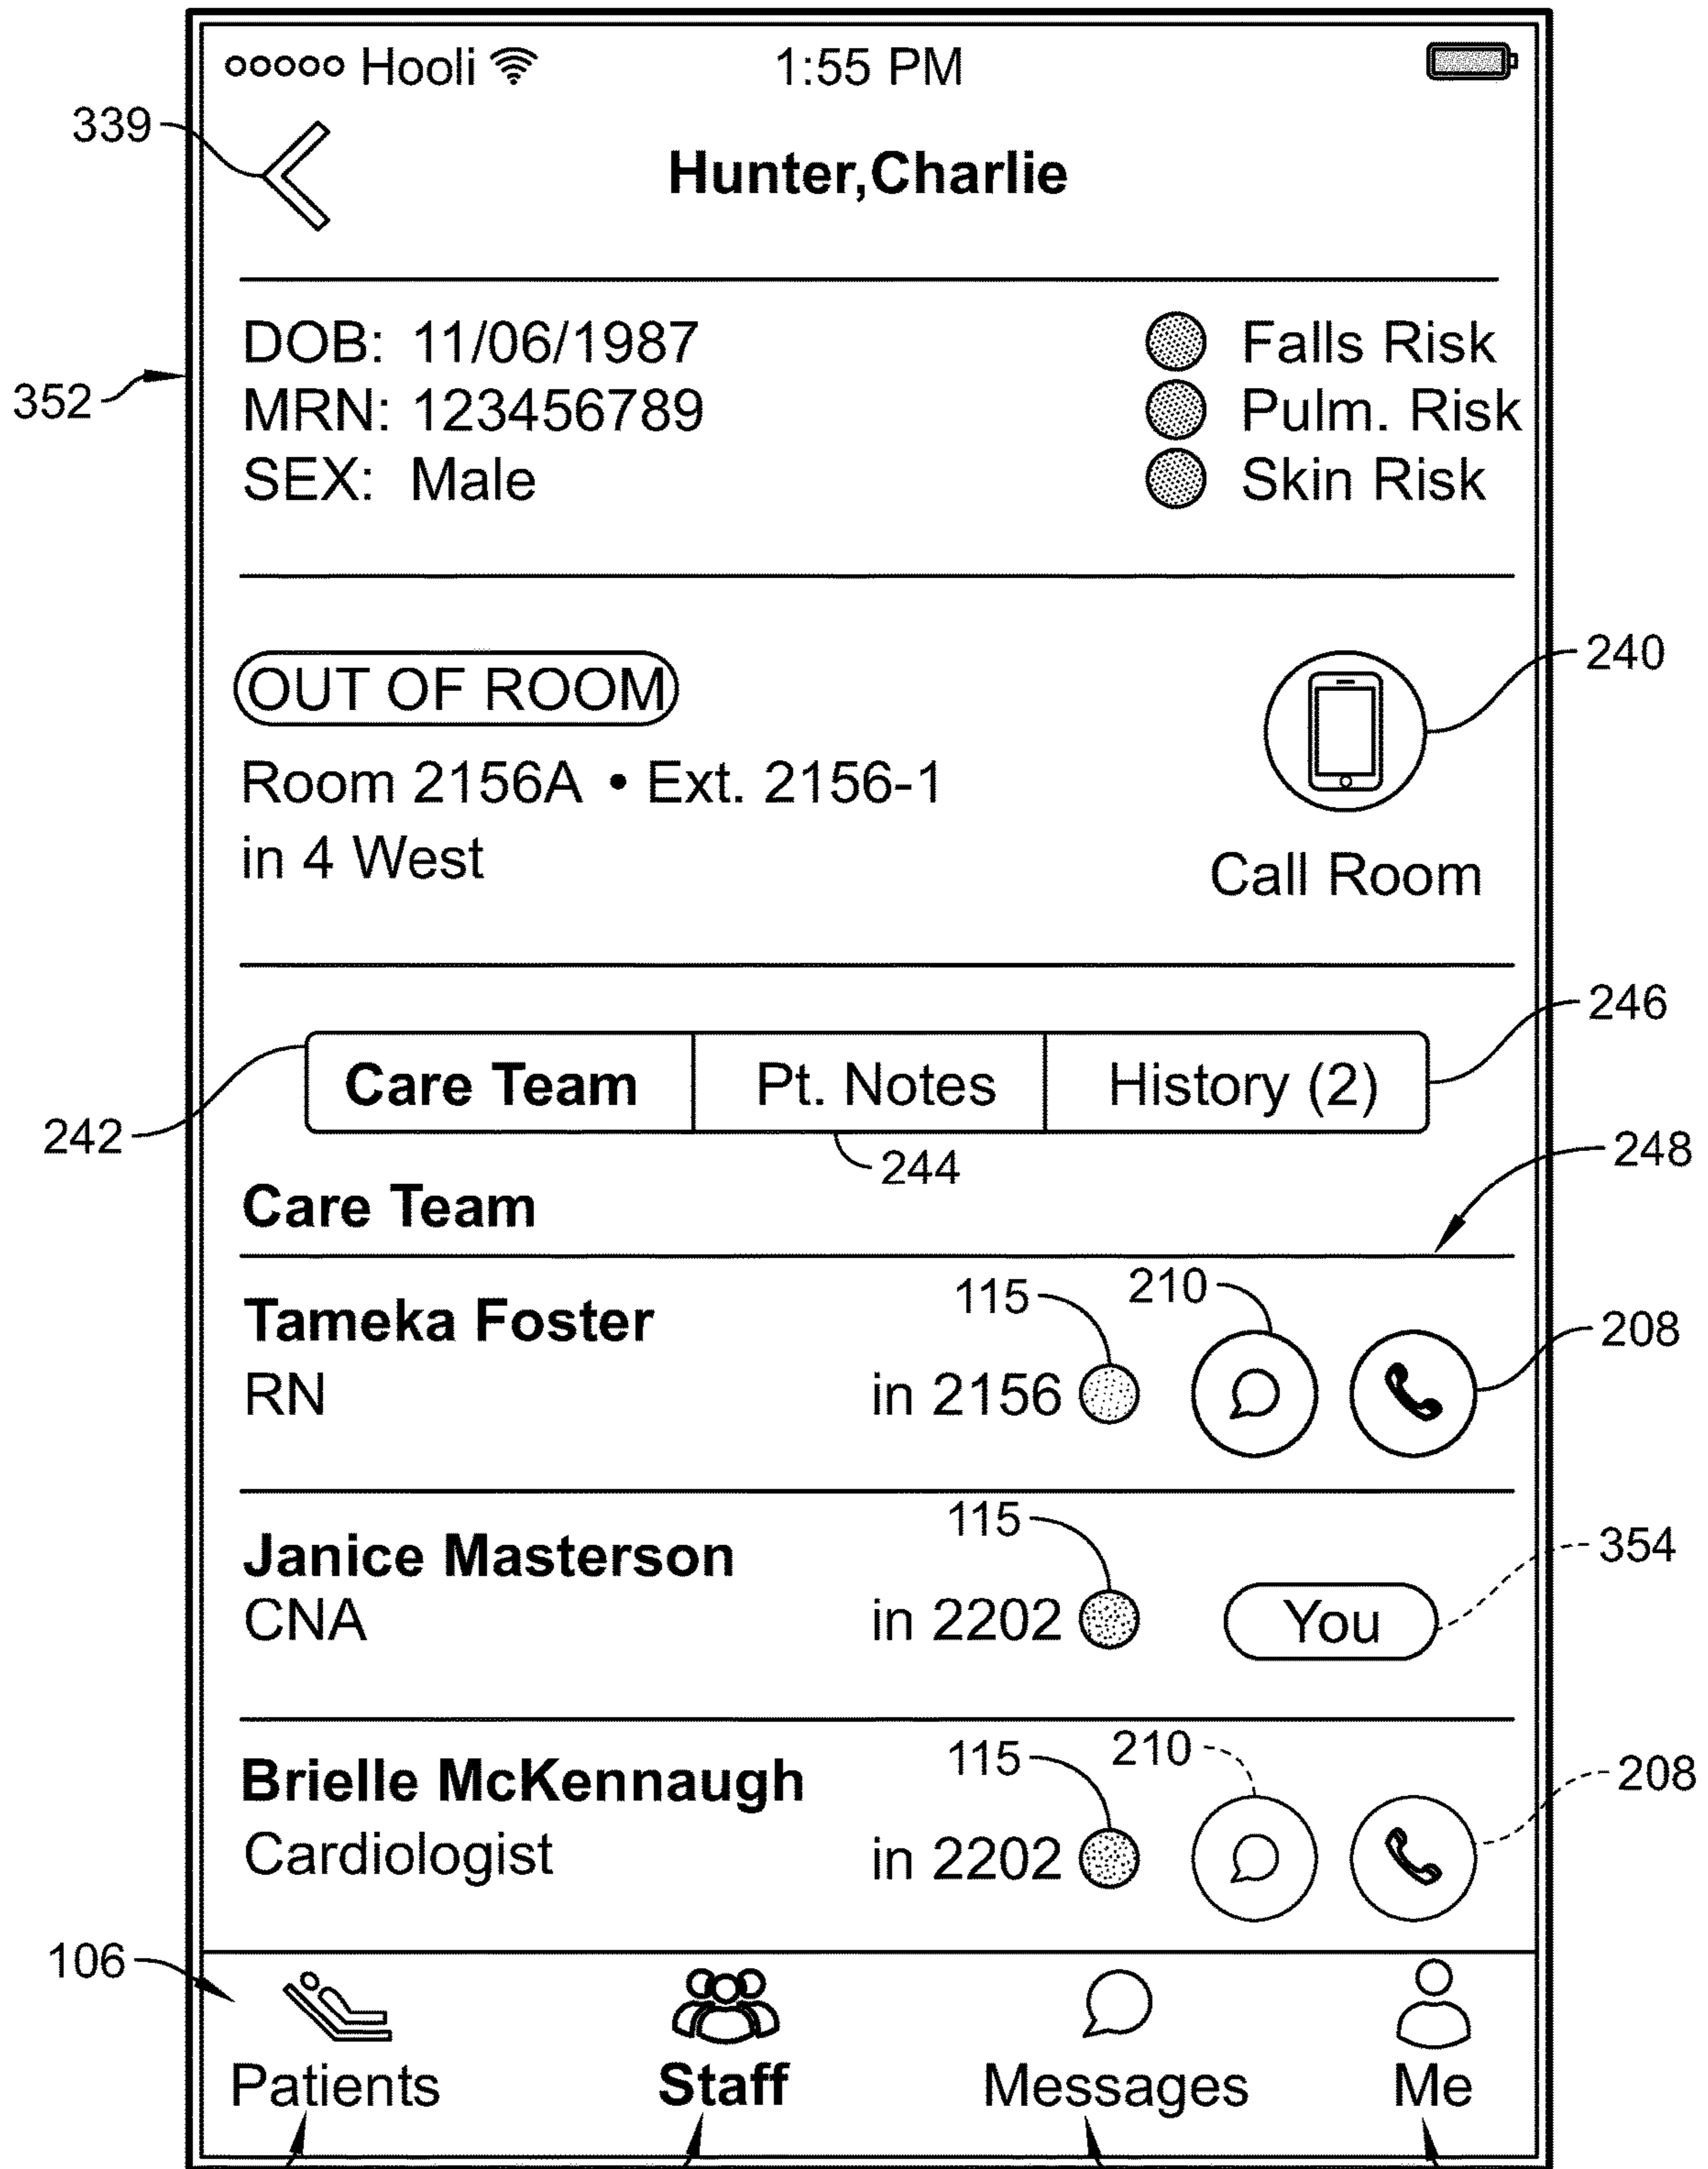 Hooli 1:55 PM
339
Hunter,Charlie
352
DOB: 11/06/1987 Falls Risk
MRN: 123456789 Pulm. Risk
SEX: Male Skin Risk
OUT OF ROOM 240
Room 2156A • Ext. 2156-1
in 4 West Call Room
246
Care Team Pt. Notes History (2)
242 244 248
Care Team
115 210
Tameka Foster 208
RN in 2156
115
Janice Masterson 354
CNA in 2202 You
115 210
Brielle McKennaugh 208
Cardiologist in 2202
106
Patients Staff Messages Me